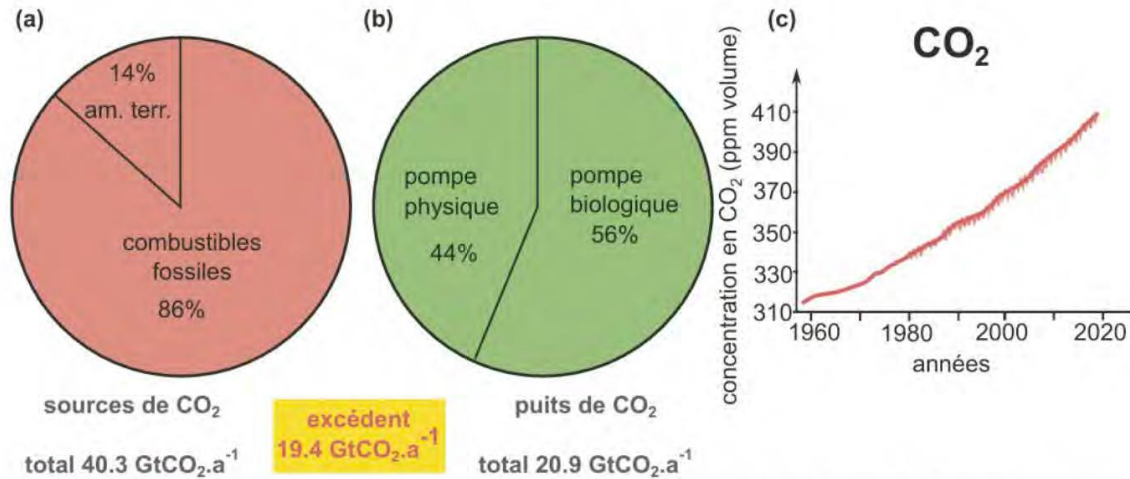 (a)
14%
am. terr.
combustibles
fossiles
86%
sources de CO₂
total 40.3 GtCO₂.a⁻¹
excédent
19.4 GtCO₂.a⁻¹
(b)
pompe
physique
44%
pompe
biologique
56%
puits de CO₂
total 20.9 GtCO₂.a⁻¹
(c)
CO₂
concentration en CO₂ (ppm volume)
410
390
370
350
330
310
1960
1980
2000
2020
années